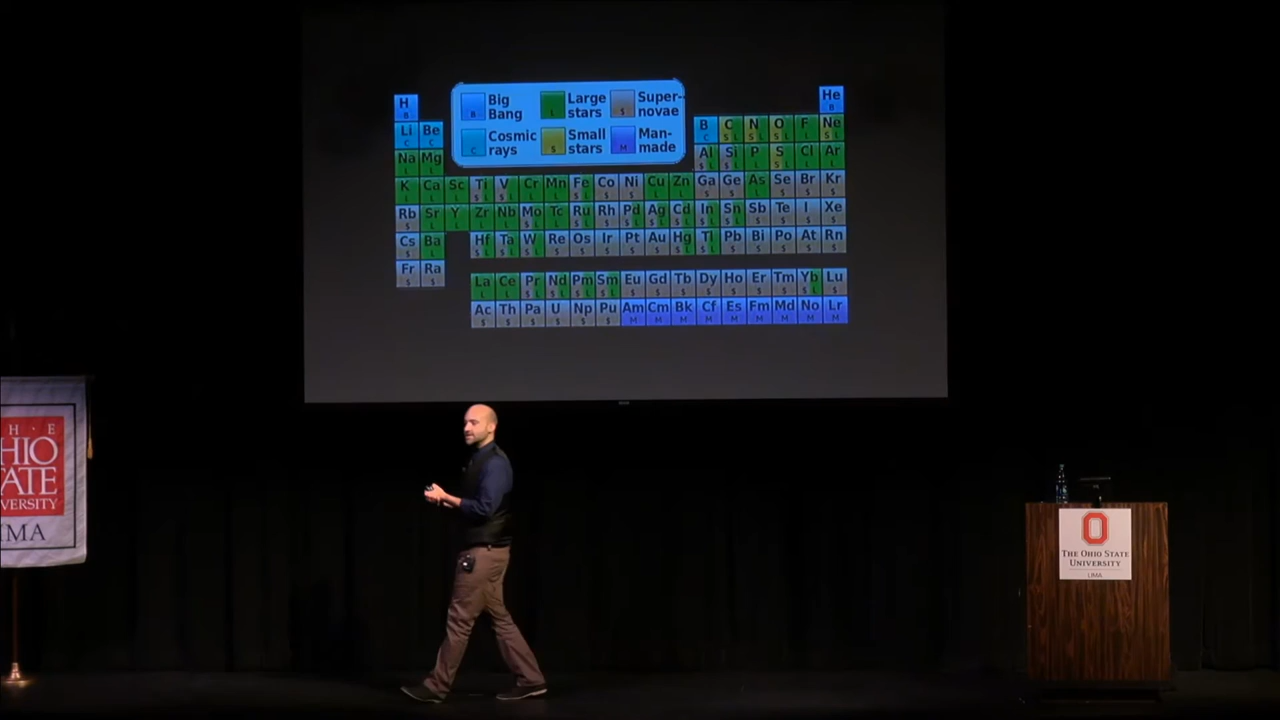 H He
B B
Big Bang
Large stars
Super-novae
Cosmic rays
Small stars
Man-made
Li Be B C N O F Ne
Na Mg Al Si P S Cl Ar
K Ca Sc Ti V Cr Mn Fe Co Ni Cu Zn Ga Ge As Se Br Kr
Rb Sr Y Zr Nb Mo Tc Ru Rh Pd Ag Cd In Sn Sb Te I Xe
Cs Ba Hf Ta W Re Os Ir Pt Au Hg Tl Pb Bi Po At Rn
Fr Ra
La Ce Pr Nd Pm Sm Eu Gd Tb Dy Ho Er Tm Yb Lu
Ac Th Pa U Np Pu Am Cm Bk Cf Es Fm Md No Lr
M M M M M M M M M
H·E
HIO
ATE
VERSITY
IMA
O
THE OHIO STATE
UNIVERSITY
LIMA